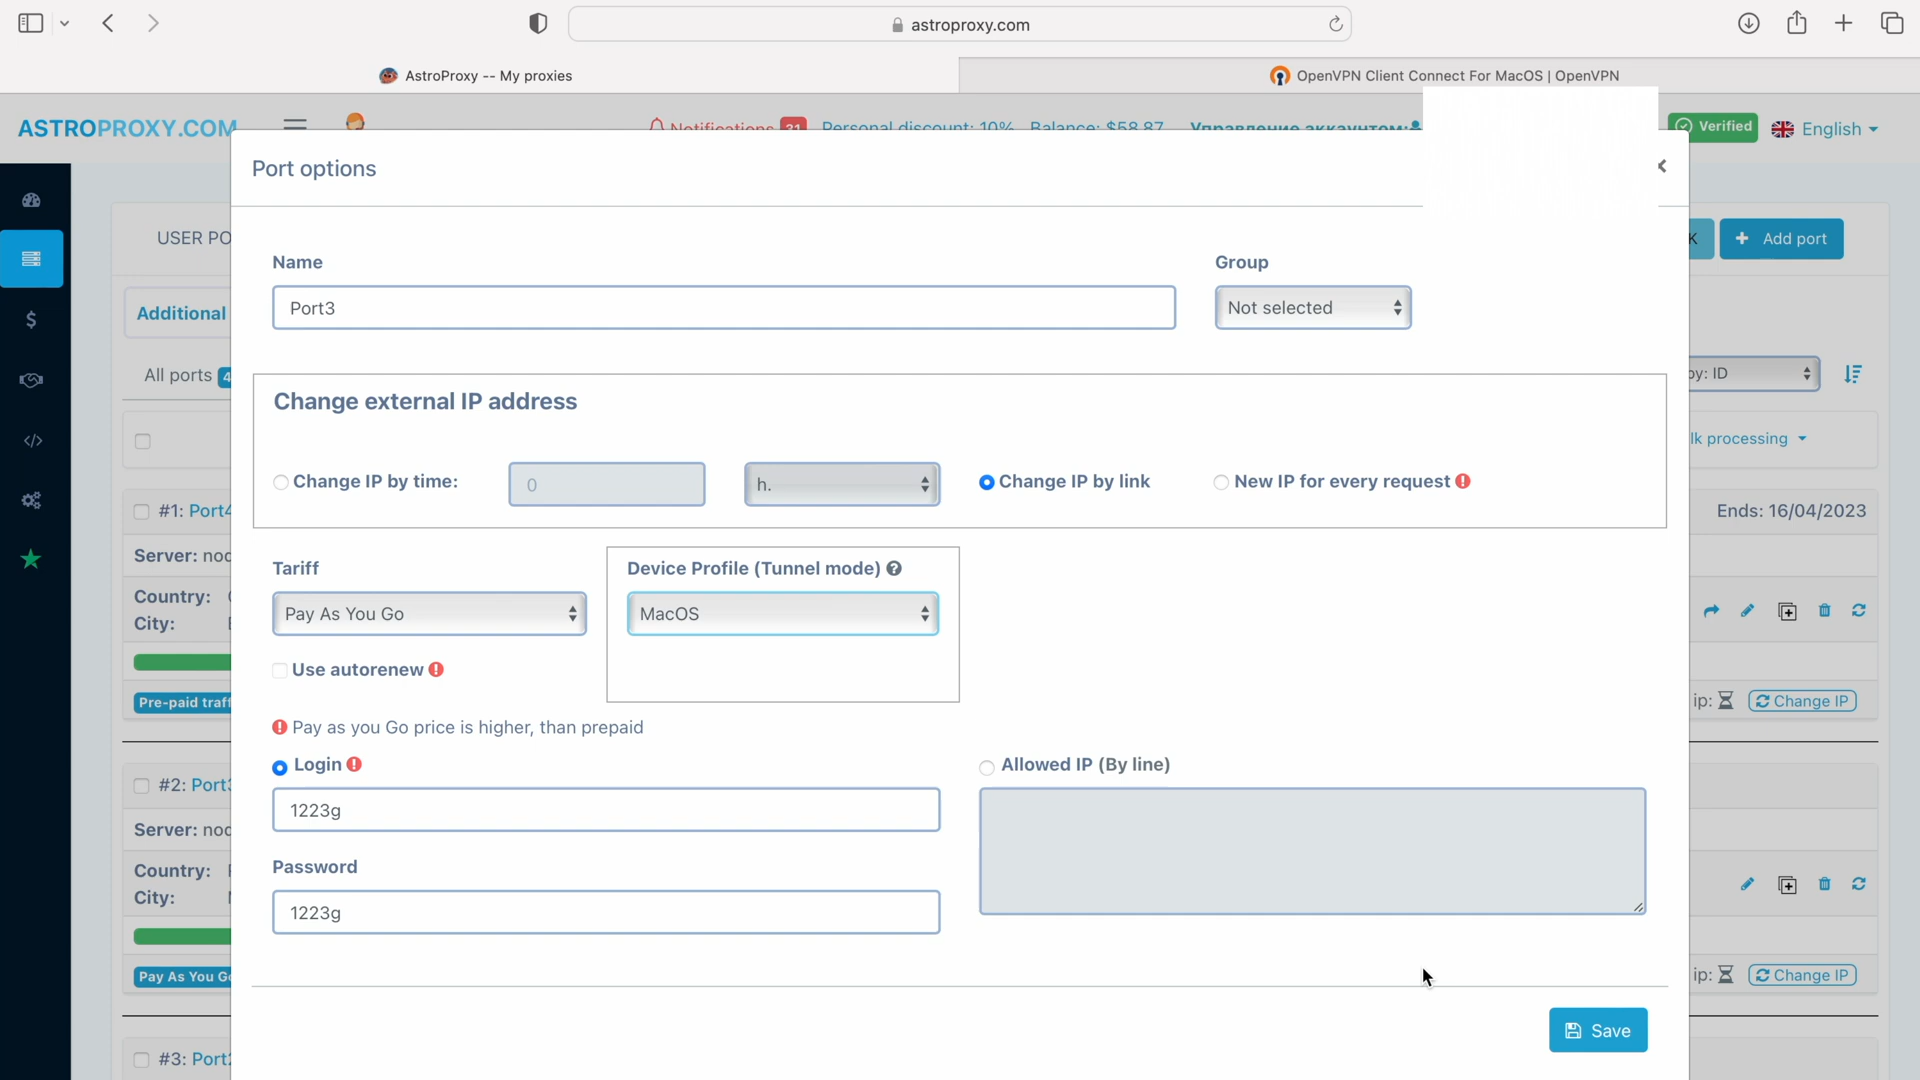 astroproxy.com
AstroProxy -- My proxies
OpenVPN Client Connect For MacOS | OpenVPN
ASTROPROXY.COM
Notifications 31
Personal discount: 10%
Balance: $58.87
Управление аккаунтом:
Verified
English
Port options
USER PO
K
Add port
Name
Group
Port3
Not selected
Additional
All ports 4
by: ID
Change external IP address
lk processing
Change IP by time:
0
h.
Change IP by link
New IP for every request
#1: Port4
Ends: 16/04/2023
Server: nod
Tariff
Device Profile (Tunnel mode)
Country:
Pay As You Go
MacOS
City:
Use autorenew
Pre-paid traff
ip:
Change IP
Pay as you Go price is higher, than prepaid
Login
Allowed IP (By line)
#2: Port3
1223g
Server: nod
Password
Country:
City:
1223g
Pay As You Go
ip:
Change IP
Save
#3: Port2